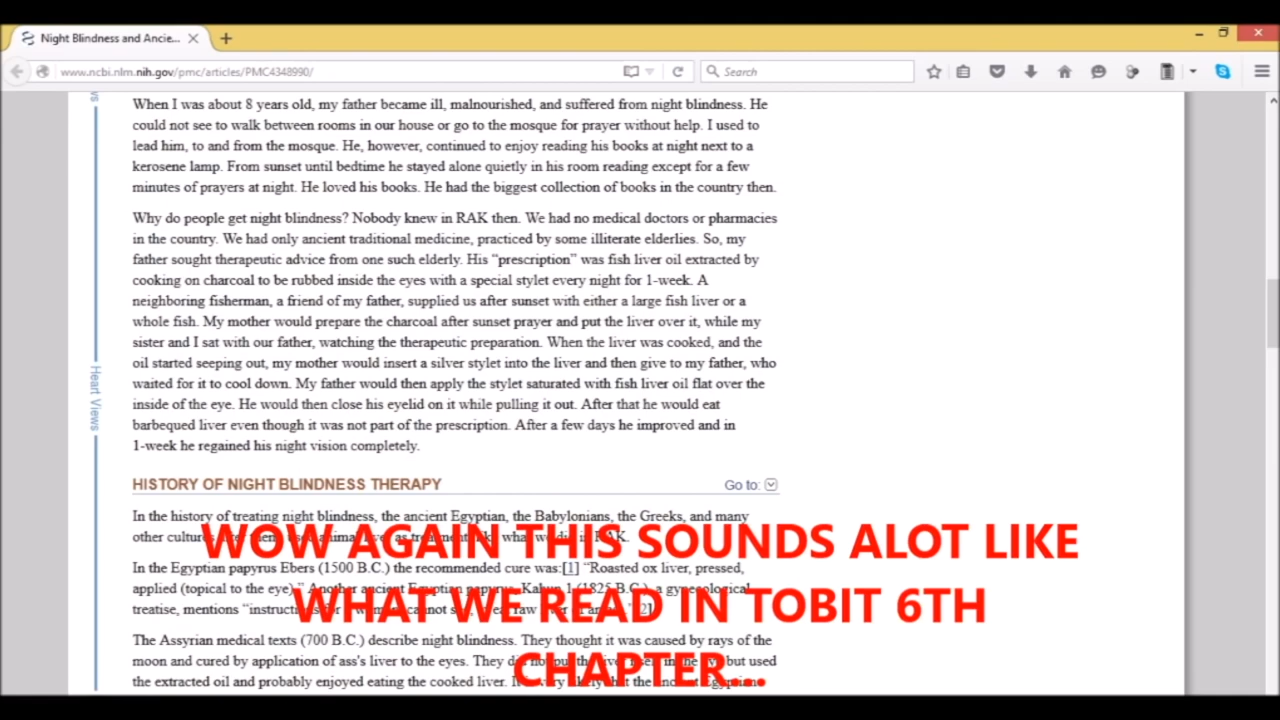 Night Blindness and Ancie...
www.ncbi.nlm.nih.gov/pmc/articles/PMC4348990/
Search
When I was about 8 years old, my father became ill, malnourished, and suffered from night blindness. He
could not see to walk between rooms in our house or go to the mosque for prayer without help. I used to
lead him, to and from the mosque. He, however, continued to enjoy reading his books at night next to a
kerosene lamp. From sunset until bedtime he stayed alone quietly in his room reading except for a few
minutes of prayers at night. He loved his books. He had the biggest collection of books in the country then.
Why do people get night blindness? Nobody knew in RAK then. We had no medical doctors or pharmacies
in the country. We had only ancient traditional medicine, practiced by some illiterate elderlies. So, my
father sought therapeutic advice from one such elderly. His “prescription” was fish liver oil extracted by
cooking on charcoal to be rubbed inside the eyes with a special stylet every night for 1-week. A
neighboring fisherman, a friend of my father, supplied us after sunset with either a large fish liver or a
whole fish. My mother would prepare the charcoal after sunset prayer and put the liver over it, while my
sister and I sat with our father, watching the therapeutic preparation. When the liver was cooked, and the
oil started seeping out, my mother would insert a silver stylet into the liver and then give to my father, who
waited for it to cool down. My father would then apply the stylet saturated with fish liver oil flat over the
inside of the eye. He would then close his eyelid on it while pulling it out. After that he would eat
barbequed liver even though it was not part of the prescription. After a few days he improved and in
1-week he regained his night vision completely.
Heart Views
HISTORY OF NIGHT BLINDNESS THERAPY Go to:
In the history of treating night blindness, the ancient Egyptian, the Babylonians, the Greeks, and many
other cultures
In the Egyptian papyrus Ebers (1500 B.C.) the recommended cure was:[1] “Roasted ox liver, pressed,
applied (topical to the eye).” Another ancient Egyptian papyrus, Kahun 1 (1825 B.C.), a gynecological
treatise, mentions
The Assyrian medical texts (700 B.C.) describe night blindness. They thought it was caused by rays of the
moon and cured by application of ass's liver to the eyes. They but used
the extracted oil and probably enjoyed eating the cooked liver.
WOW AGAIN THIS SOUNDS ALOT LIKE
WHAT WE READ IN TOBIT 6TH
CHAPTER...